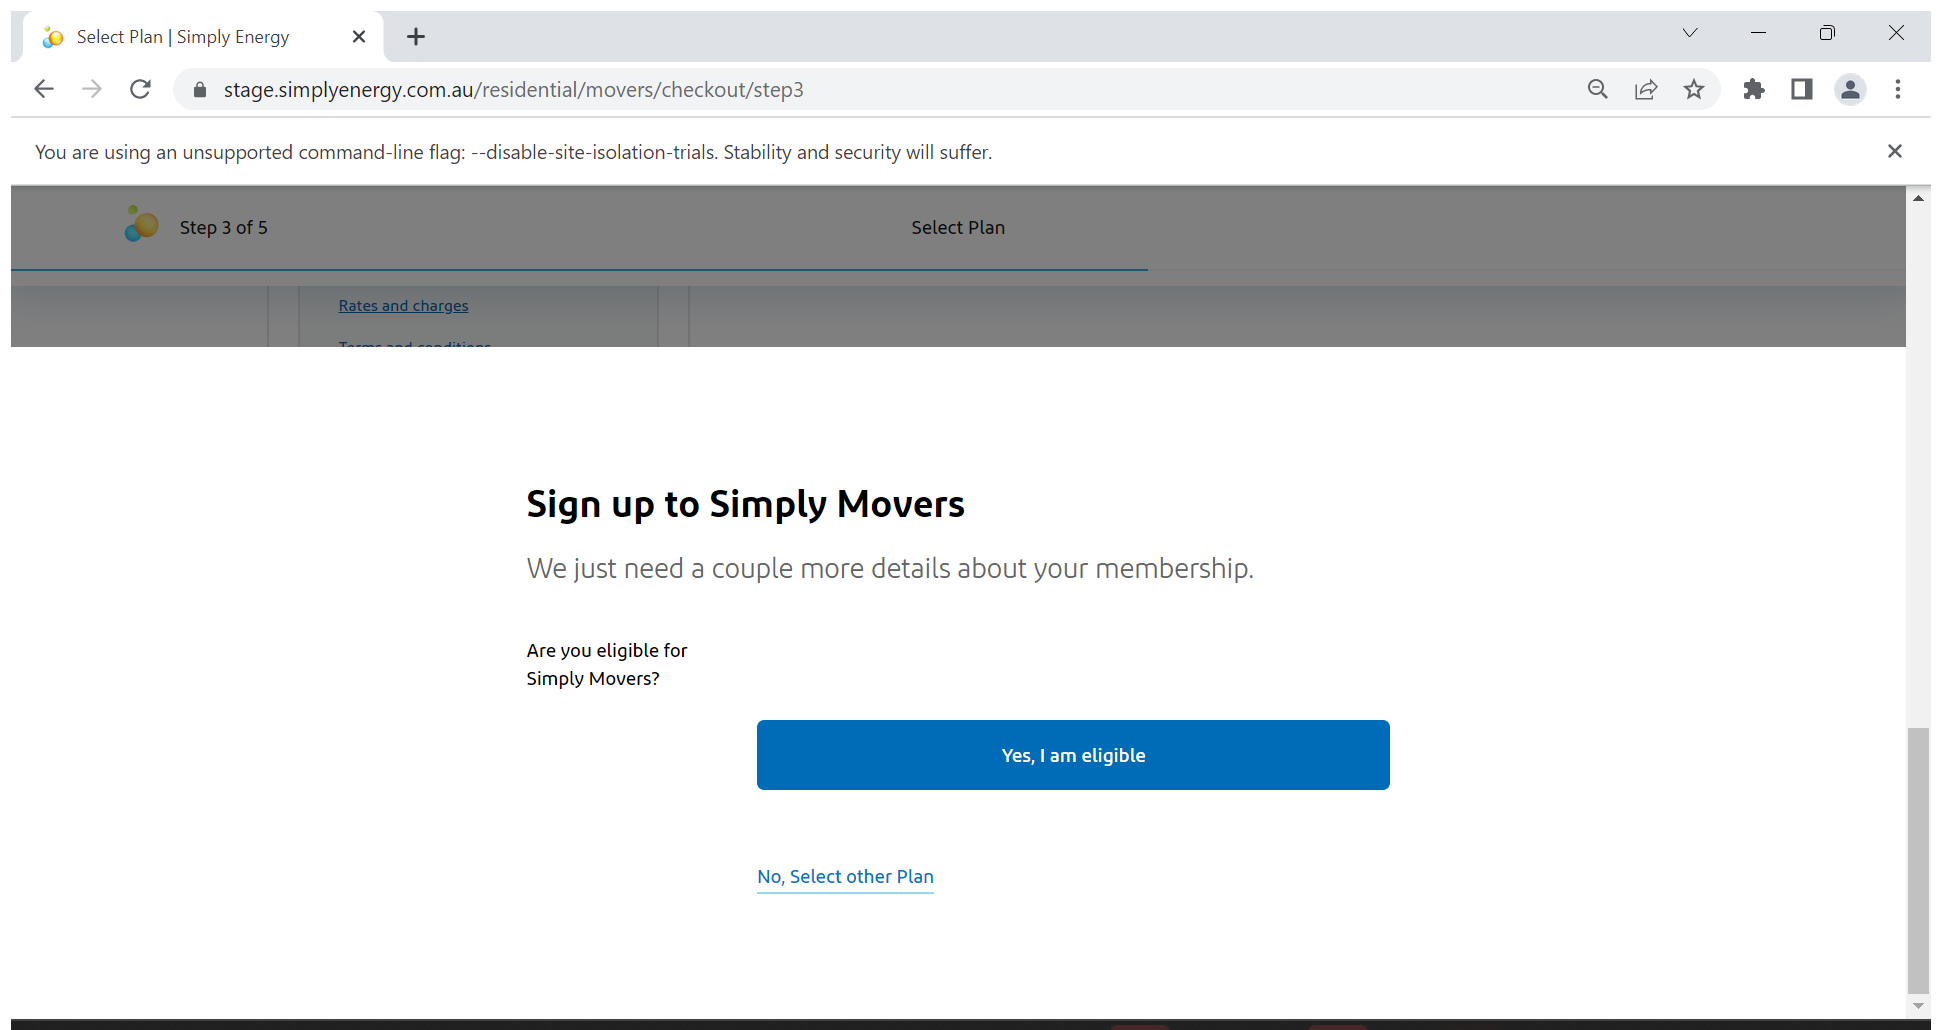 Select Plan | Simply Energy
stage.simplyenergy.com.au/residential/movers/checkout/step3
You are using an unsupported command-line flag: --disable-site-isolation-trials. Stability and security will suffer.
Step 3 of 5
Select Plan
Rates and charges
Terms and conditions
Sign up to Simply Movers
We just need a couple more details about your membership.
Are you eligible for
Simply Movers?
Yes, I am eligible
No, Select other Plan